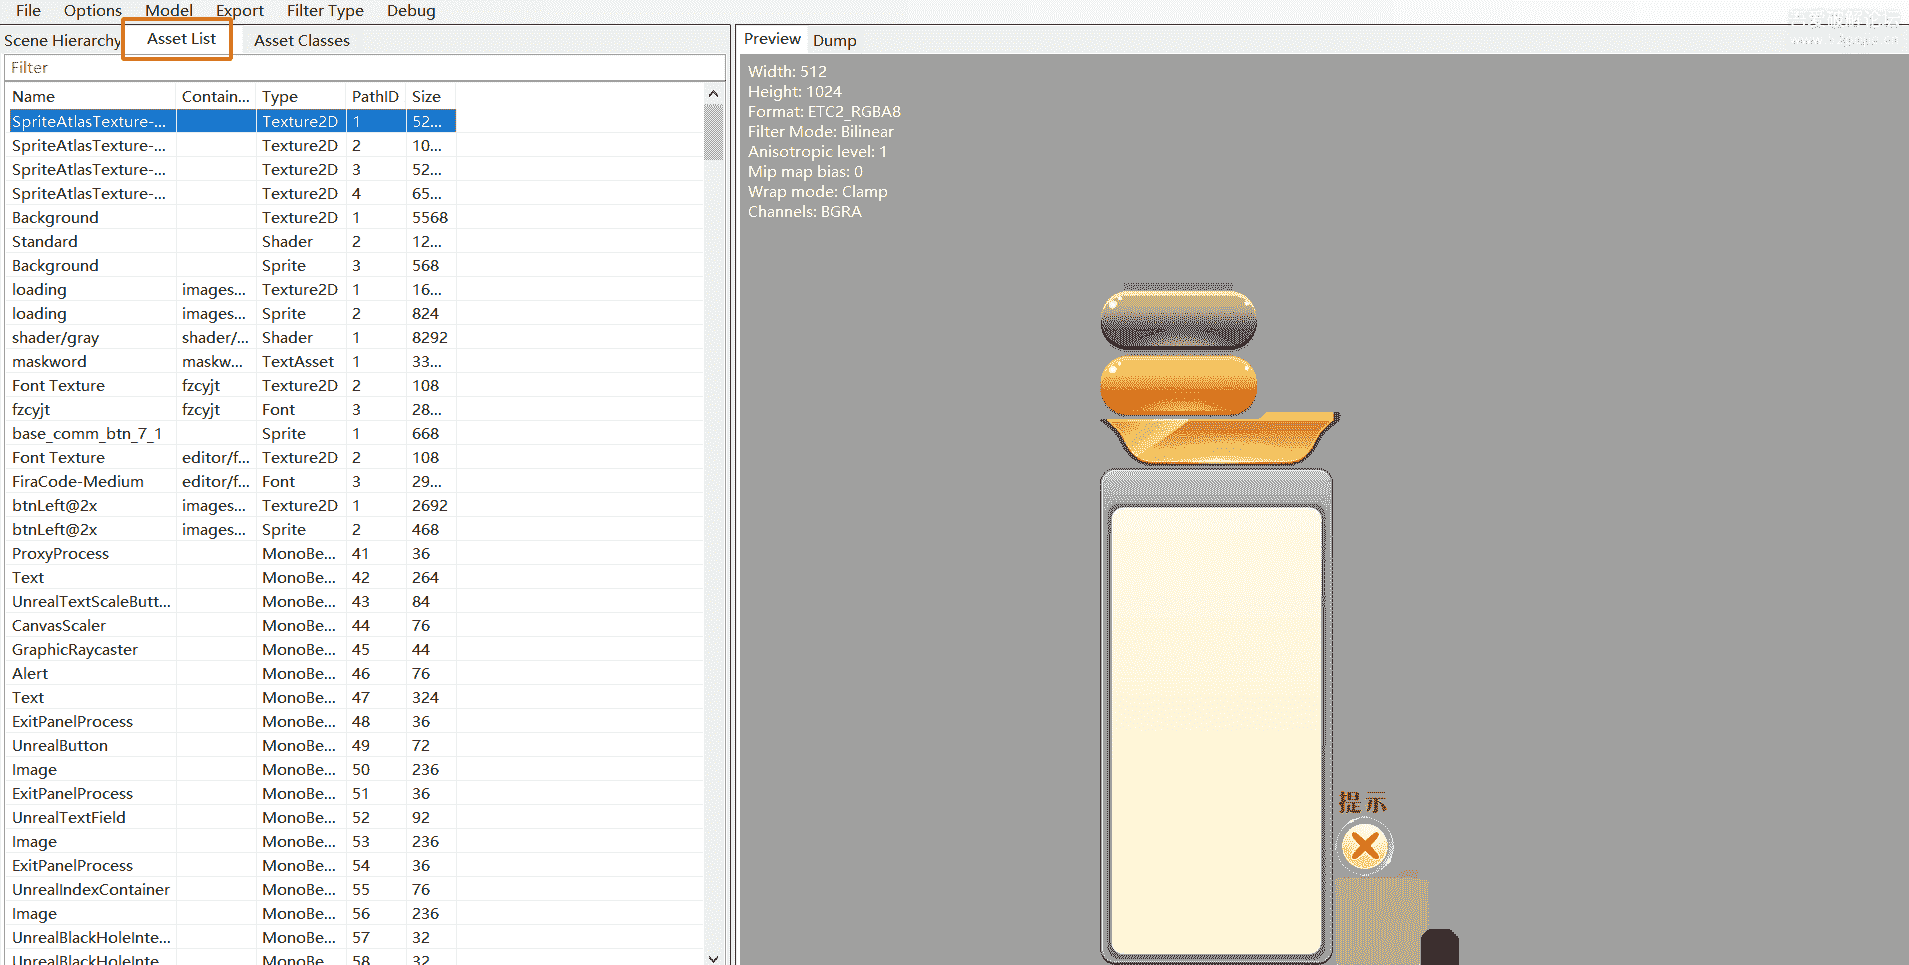 File Options Model Export Filter Type Debug
Scene Hierarchy Asset List Asset Classes
Filter
Name Contain... Type PathID Size
SpriteAtlasTexture-... Texture2D 1 52...
SpriteAtlasTexture-... Texture2D 2 10...
SpriteAtlasTexture-... Texture2D 3 52...
SpriteAtlasTexture-... Texture2D 4 65...
Background Texture2D 1 5568
Standard Shader 2 12...
Background Sprite 3 568
loading images... Texture2D 1 16...
loading images... Sprite 2 824
shader/gray shader/... Shader 1 8292
maskword maskw... TextAsset 1 33...
Font Texture fzcyjt Texture2D 2 108
fzcyjt fzcyjt Font 3 28...
base_comm_btn_7_1 Sprite 1 668
Font Texture editor/f... Texture2D 2 108
FiraCode-Medium editor/f... Font 3 29...
btnLeft@2x images... Texture2D 1 2692
btnLeft@2x images... Sprite 2 468
ProxyProcess MonoBe... 41 36
Text MonoBe... 42 264
UnrealTextScaleButt... MonoBe... 43 84
CanvasScaler MonoBe... 44 76
GraphicRaycaster MonoBe... 45 44
Alert MonoBe... 46 76
Text MonoBe... 47 324
ExitPanelProcess MonoBe... 48 36
UnrealButton MonoBe... 49 72
Image MonoBe... 50 236
ExitPanelProcess MonoBe... 51 36
UnrealTextField MonoBe... 52 92
Image MonoBe... 53 236
ExitPanelProcess MonoBe... 54 36
UnrealIndexContainer MonoBe... 55 76
Image MonoBe... 56 236
UnrealBlackHoleInte... MonoBe... 57 32
UnrealBlackHoleInte... MonoBe... 58 32
Preview Dump
Width: 512
Height: 1024
Format: ETC2_RGBA8
Filter Mode: Bilinear
Anisotropic level: 1
Mip map bias: 0
Wrap mode: Clamp
Channels: BGRA
提示
吾爱破解论坛